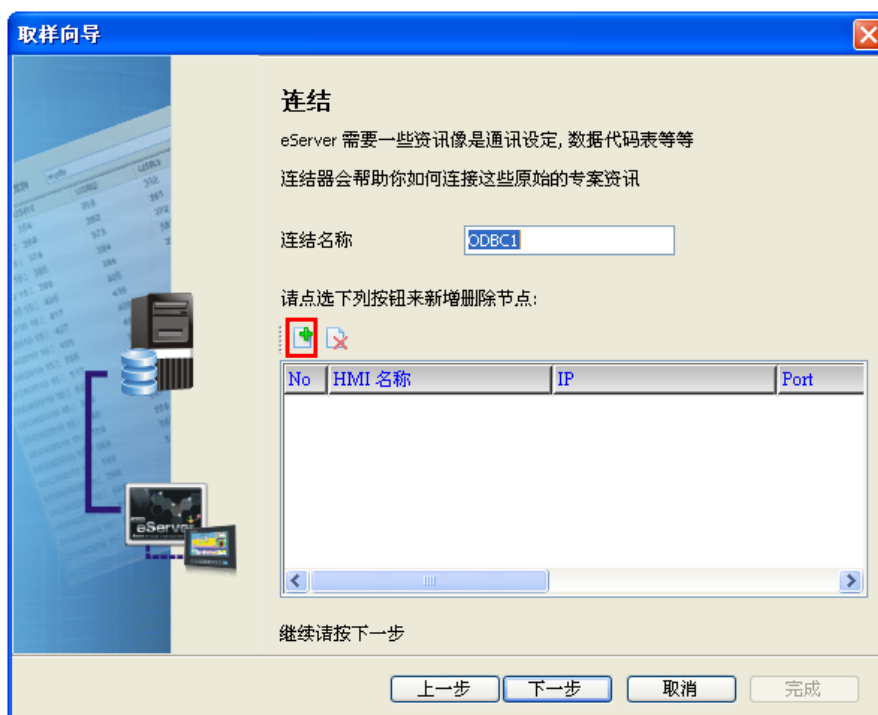 取样向导
连结
eServer 需要一些资讯像是通讯设定, 数据代码表等等
连结器会帮助你如何连接这些原始的专案资讯
连结名称
ODBC1
请点选下列按钮来新增删除节点:
No HMI 名称 IP Port
eServer
继续请按下一步
上一步 下一步 取消 完成